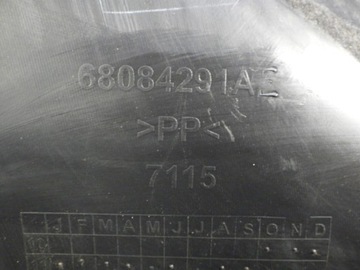 68084291AE
>PP<
7115
J F M A M J J A S O N D